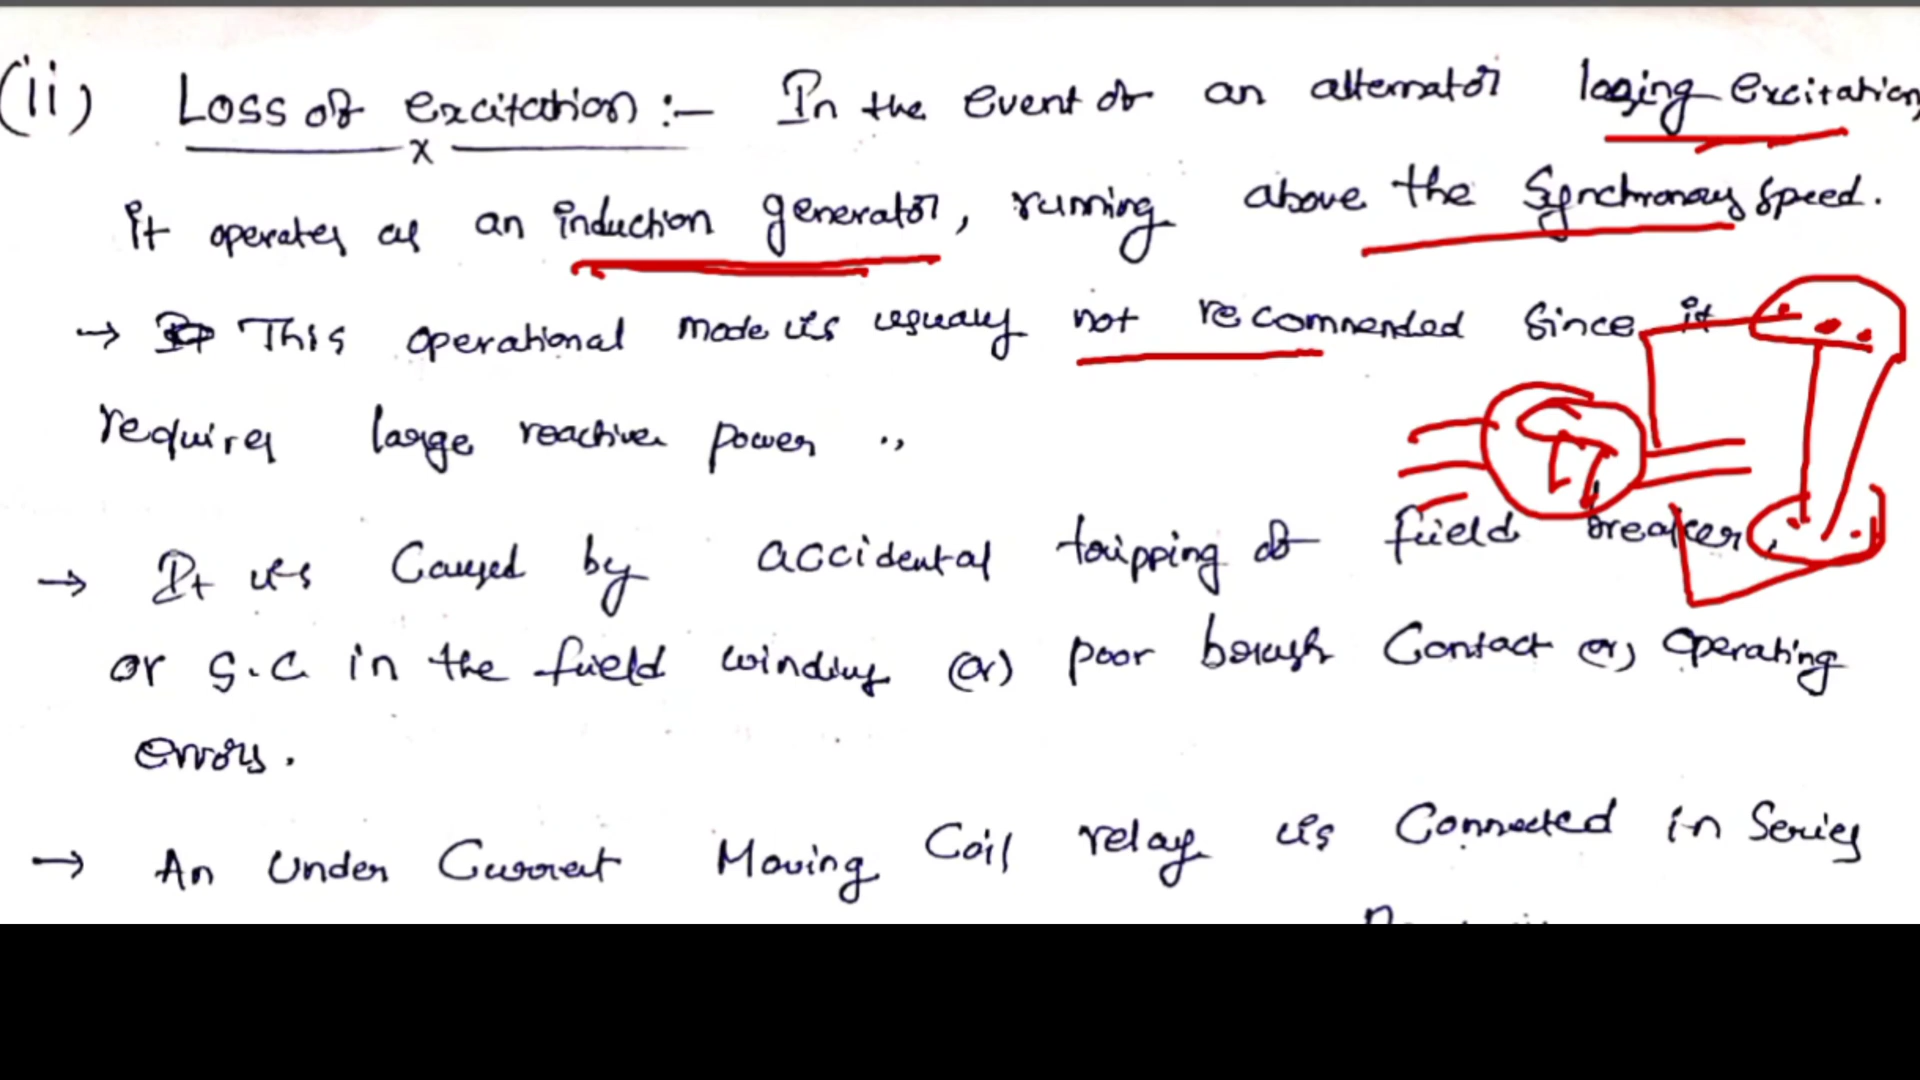 (ii) Loss of excitation :- In the event of an alternator losing excitation,
it operates as an induction generator, running above the synchronous speed.
→ This operational mode is usually not recommended since it
requires large reactive power .,
→ It is caused by accidental tripping of field breaker,
or S.C in the field winding (or) poor brush contact (or) operating
errors.
→ An under current Moving Coil relay is connected in series